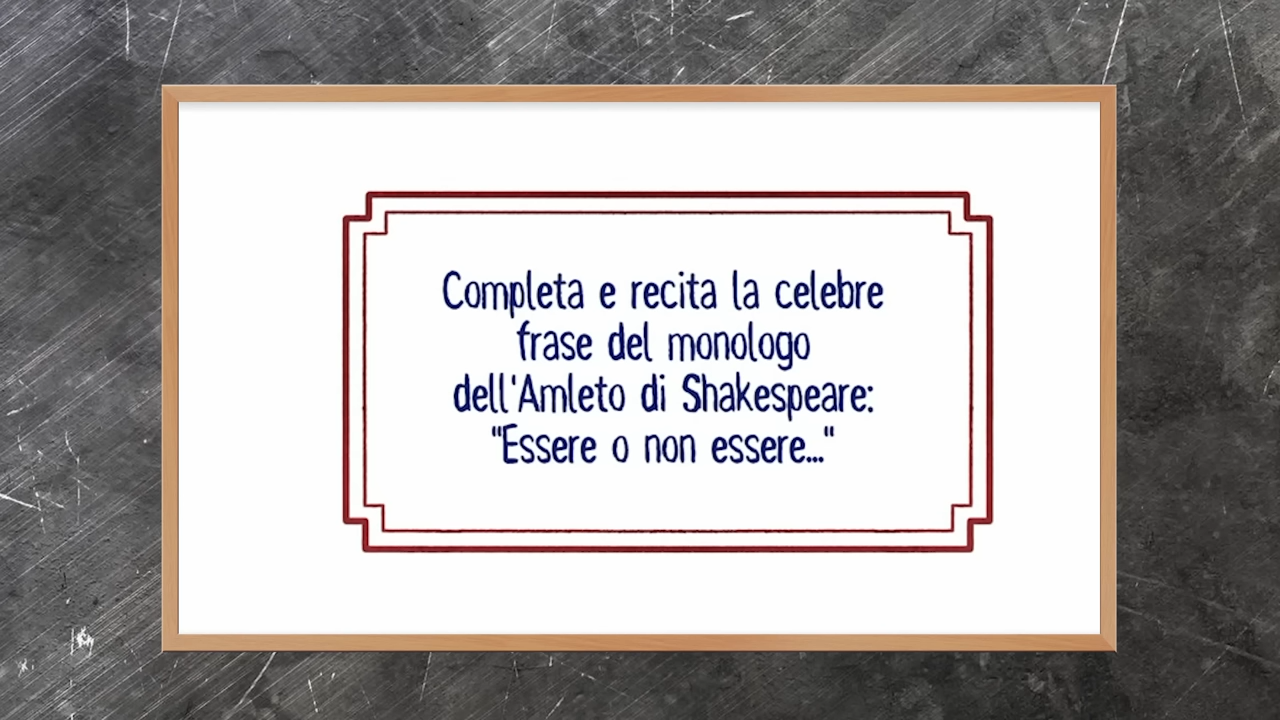 Completa e recita la celebre
frase del monologo
dell'Amleto di Shakespeare:
"Essere o non essere..."